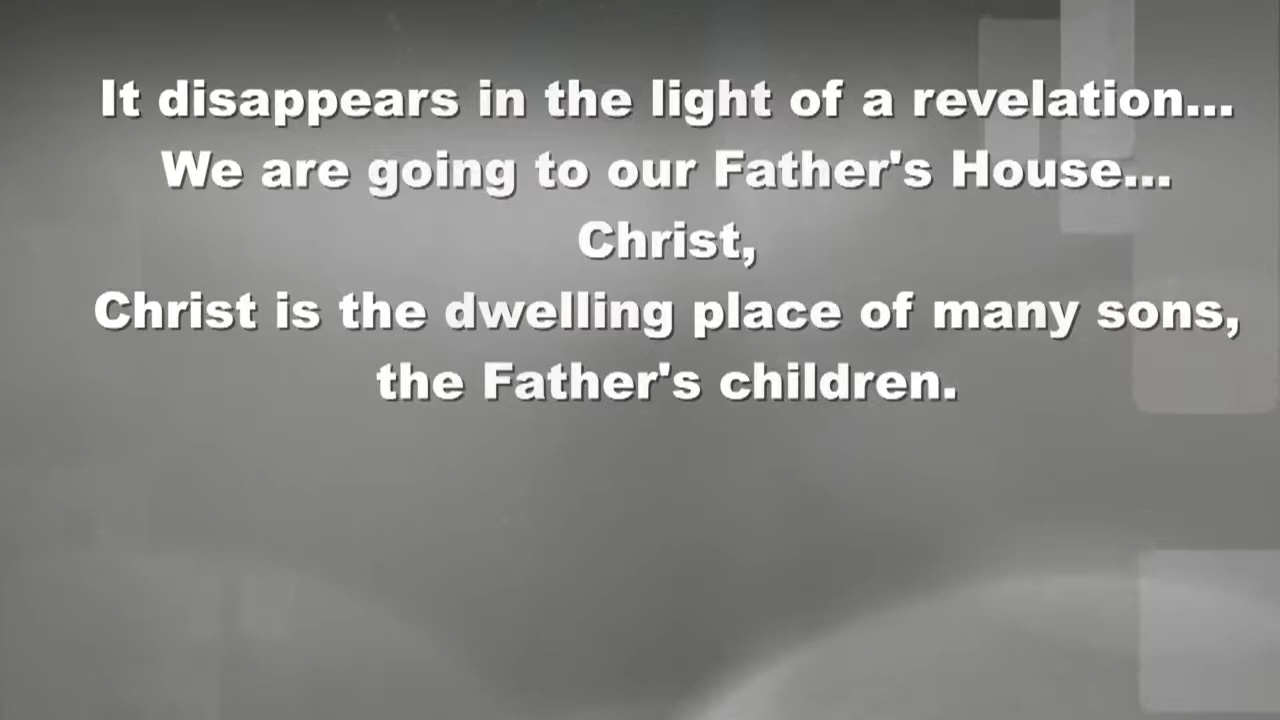 It disappears in the light of a revelation...
We are going to our Father's House...
Christ,
Christ is the dwelling place of many sons,
the Father's children.